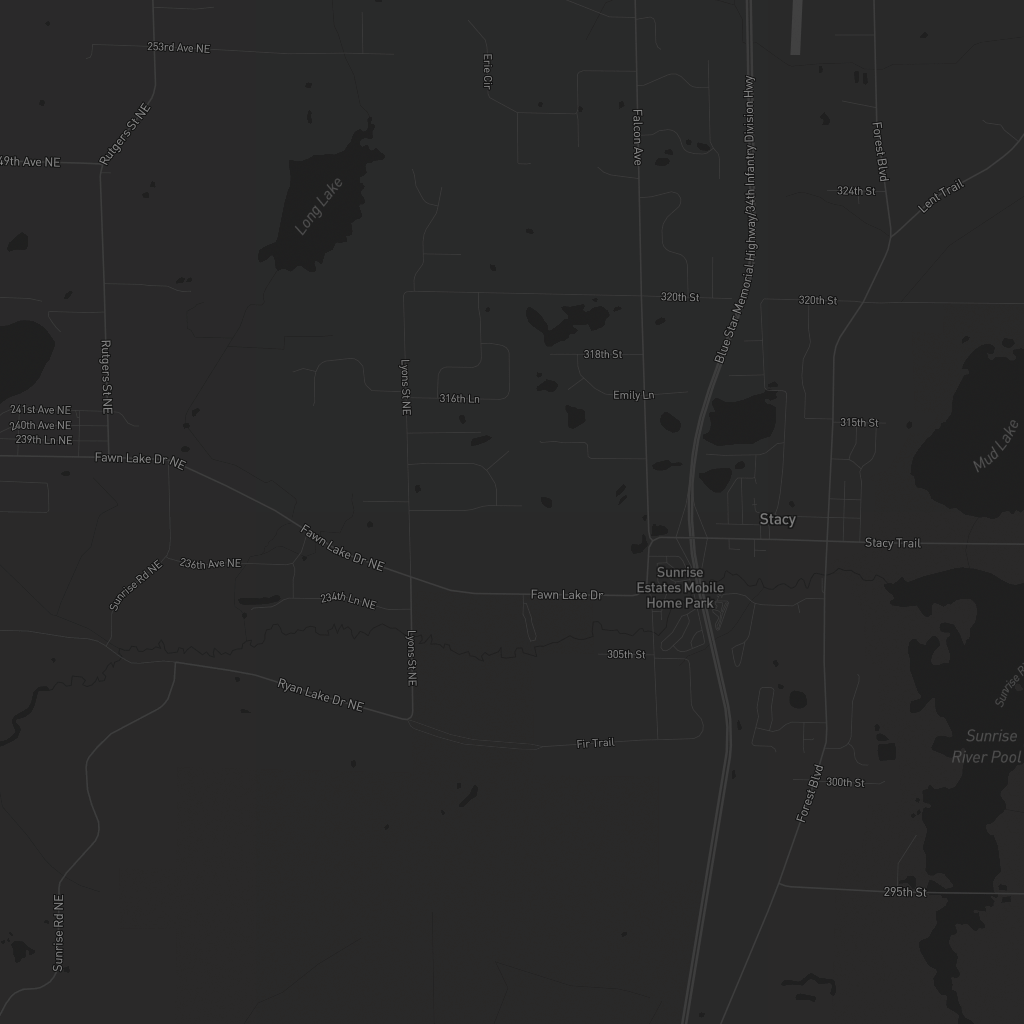 253rd Ave NE
Erie Cir
Rutgers St NE
Falcon Ave
Blue Star Memorial Highway/34th Infantry Division Hwy
Forest Blvd
49th Ave NE
Long Lake
324th St
Lent Trail
320th St
320th St
Rutgers St NE
318th St
Lyons St NE
316th Ln
Emily Ln
241st Ave NE
240th Ave NE
239th Ln NE
315th St
Mud Lake
Fawn Lake Dr NE
Stacy
Fawn Lake Dr NE
Stacy Trail
236th Ave NE
Sunrise Rd NE
Sunrise
Estates Mobile
Home Park
234th Ln NE
Fawn Lake Dr
Lyons St NE
305th St
Sunrise R
Ryan Lake Dr NE
Fir Trail
Sunrise
River Pool
Forest Blvd
300th St
295th St
Sunrise Rd NE